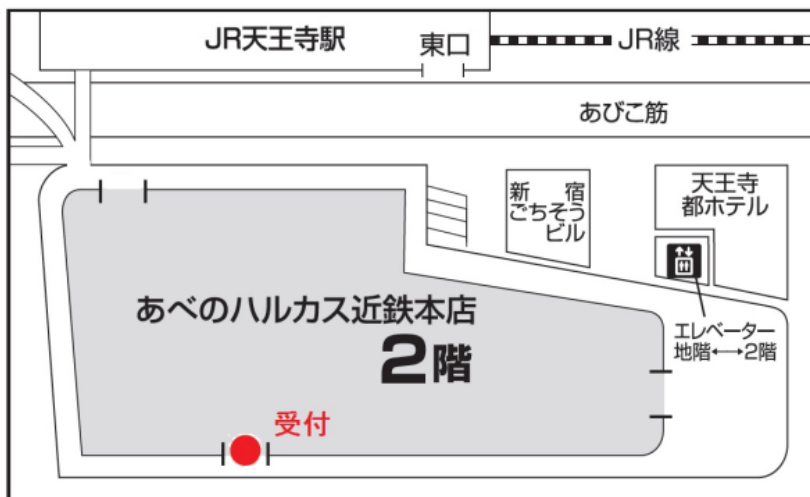 JR天王寺駅
東口
JR線
あびこ筋
新宿
ごちそう
ビル
天王寺
都ホテル
あべのハルカス近鉄本店
2階
エレベーター
地階↔2階
受付